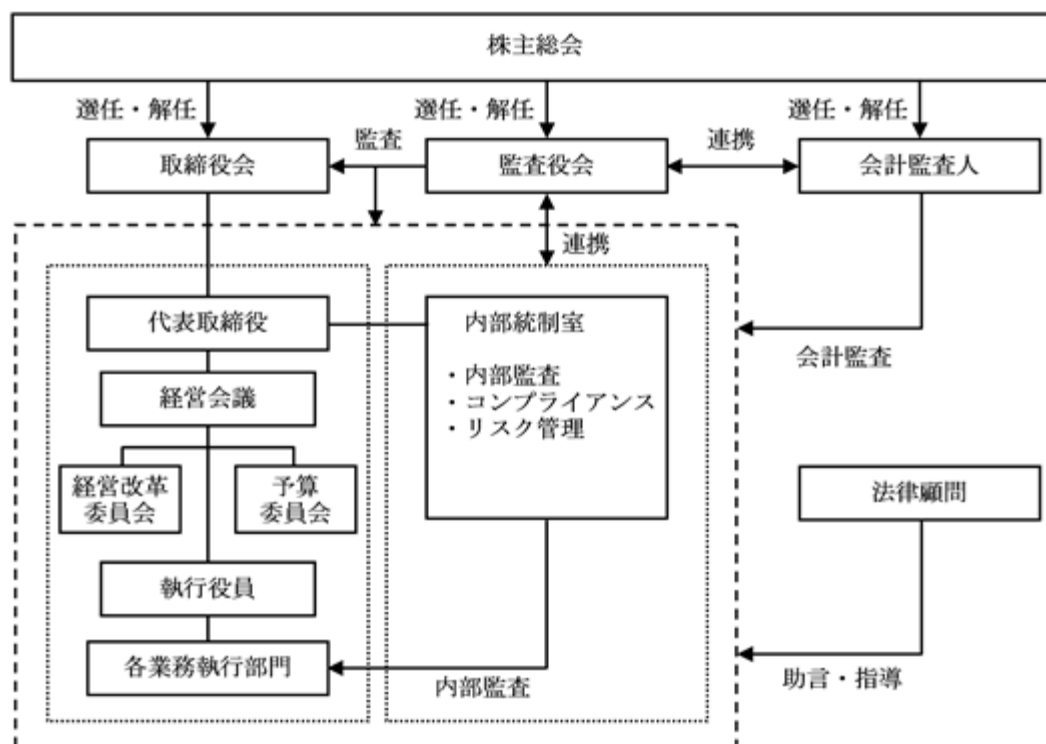 株主総会
選任・解任
選任・解任
選任・解任
監査
連携
取締役会
監査役会
会計監査人
連携
代表取締役
内部統制室
会計監査
・内部監査
・コンプライアンス
・リスク管理
経営会議
経営改革
委員会
予算
委員会
法律顧問
執行役員
各業務執行部門
内部監査
助言・指導